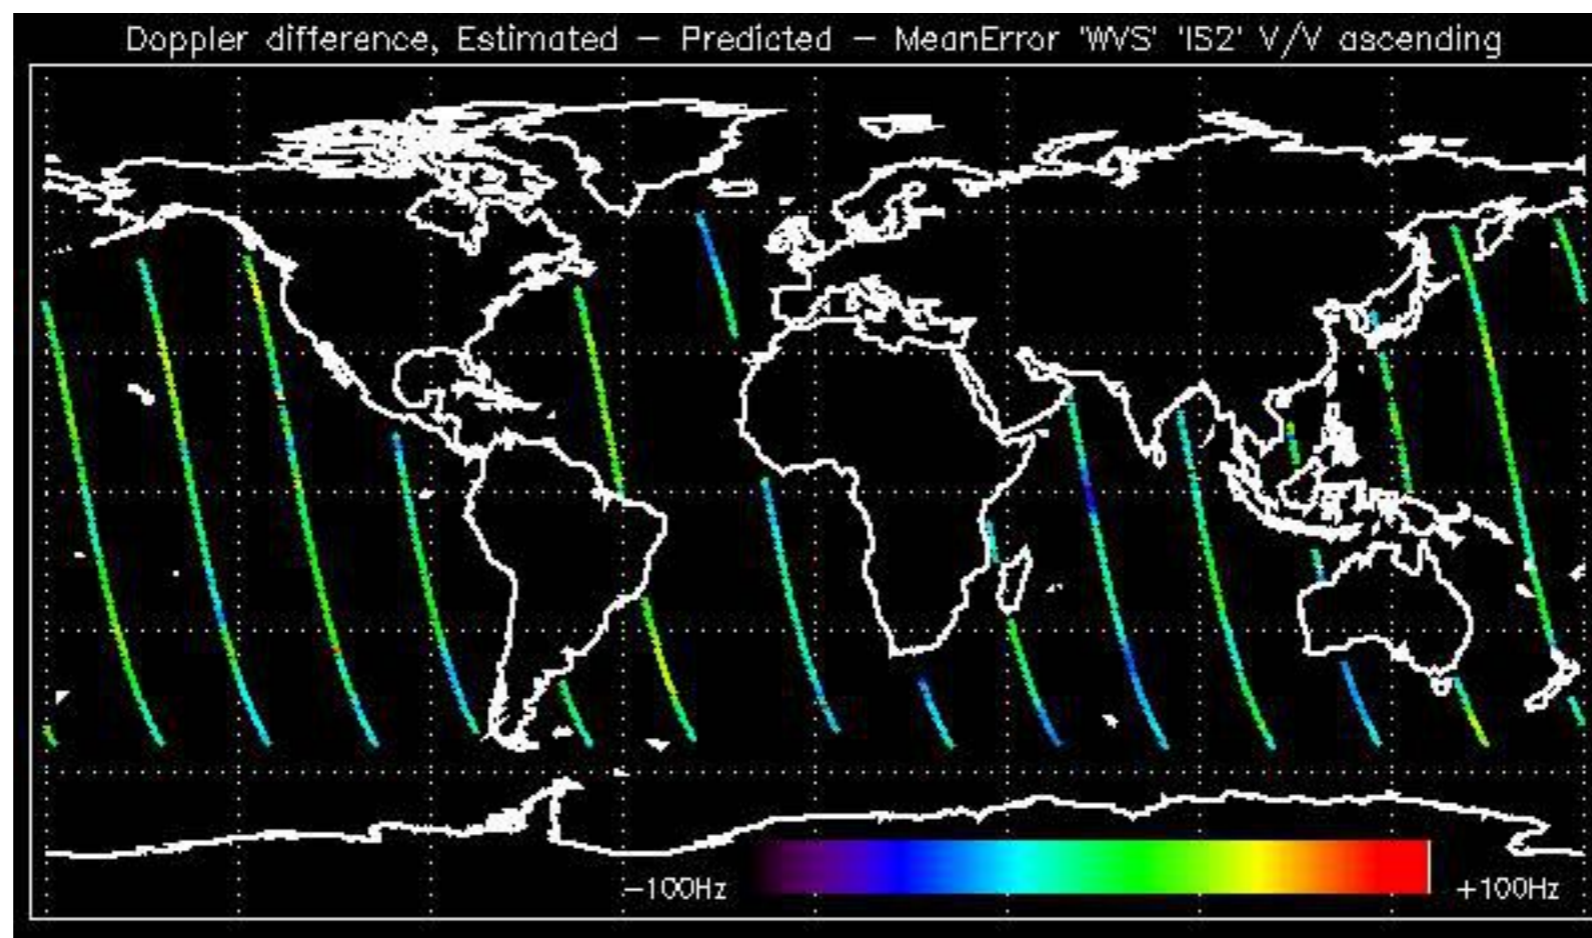 Doppler difference, Estimated – Predicted – MeanError 'WVS' 'IS2' V/V ascending
-100Hz
+100Hz